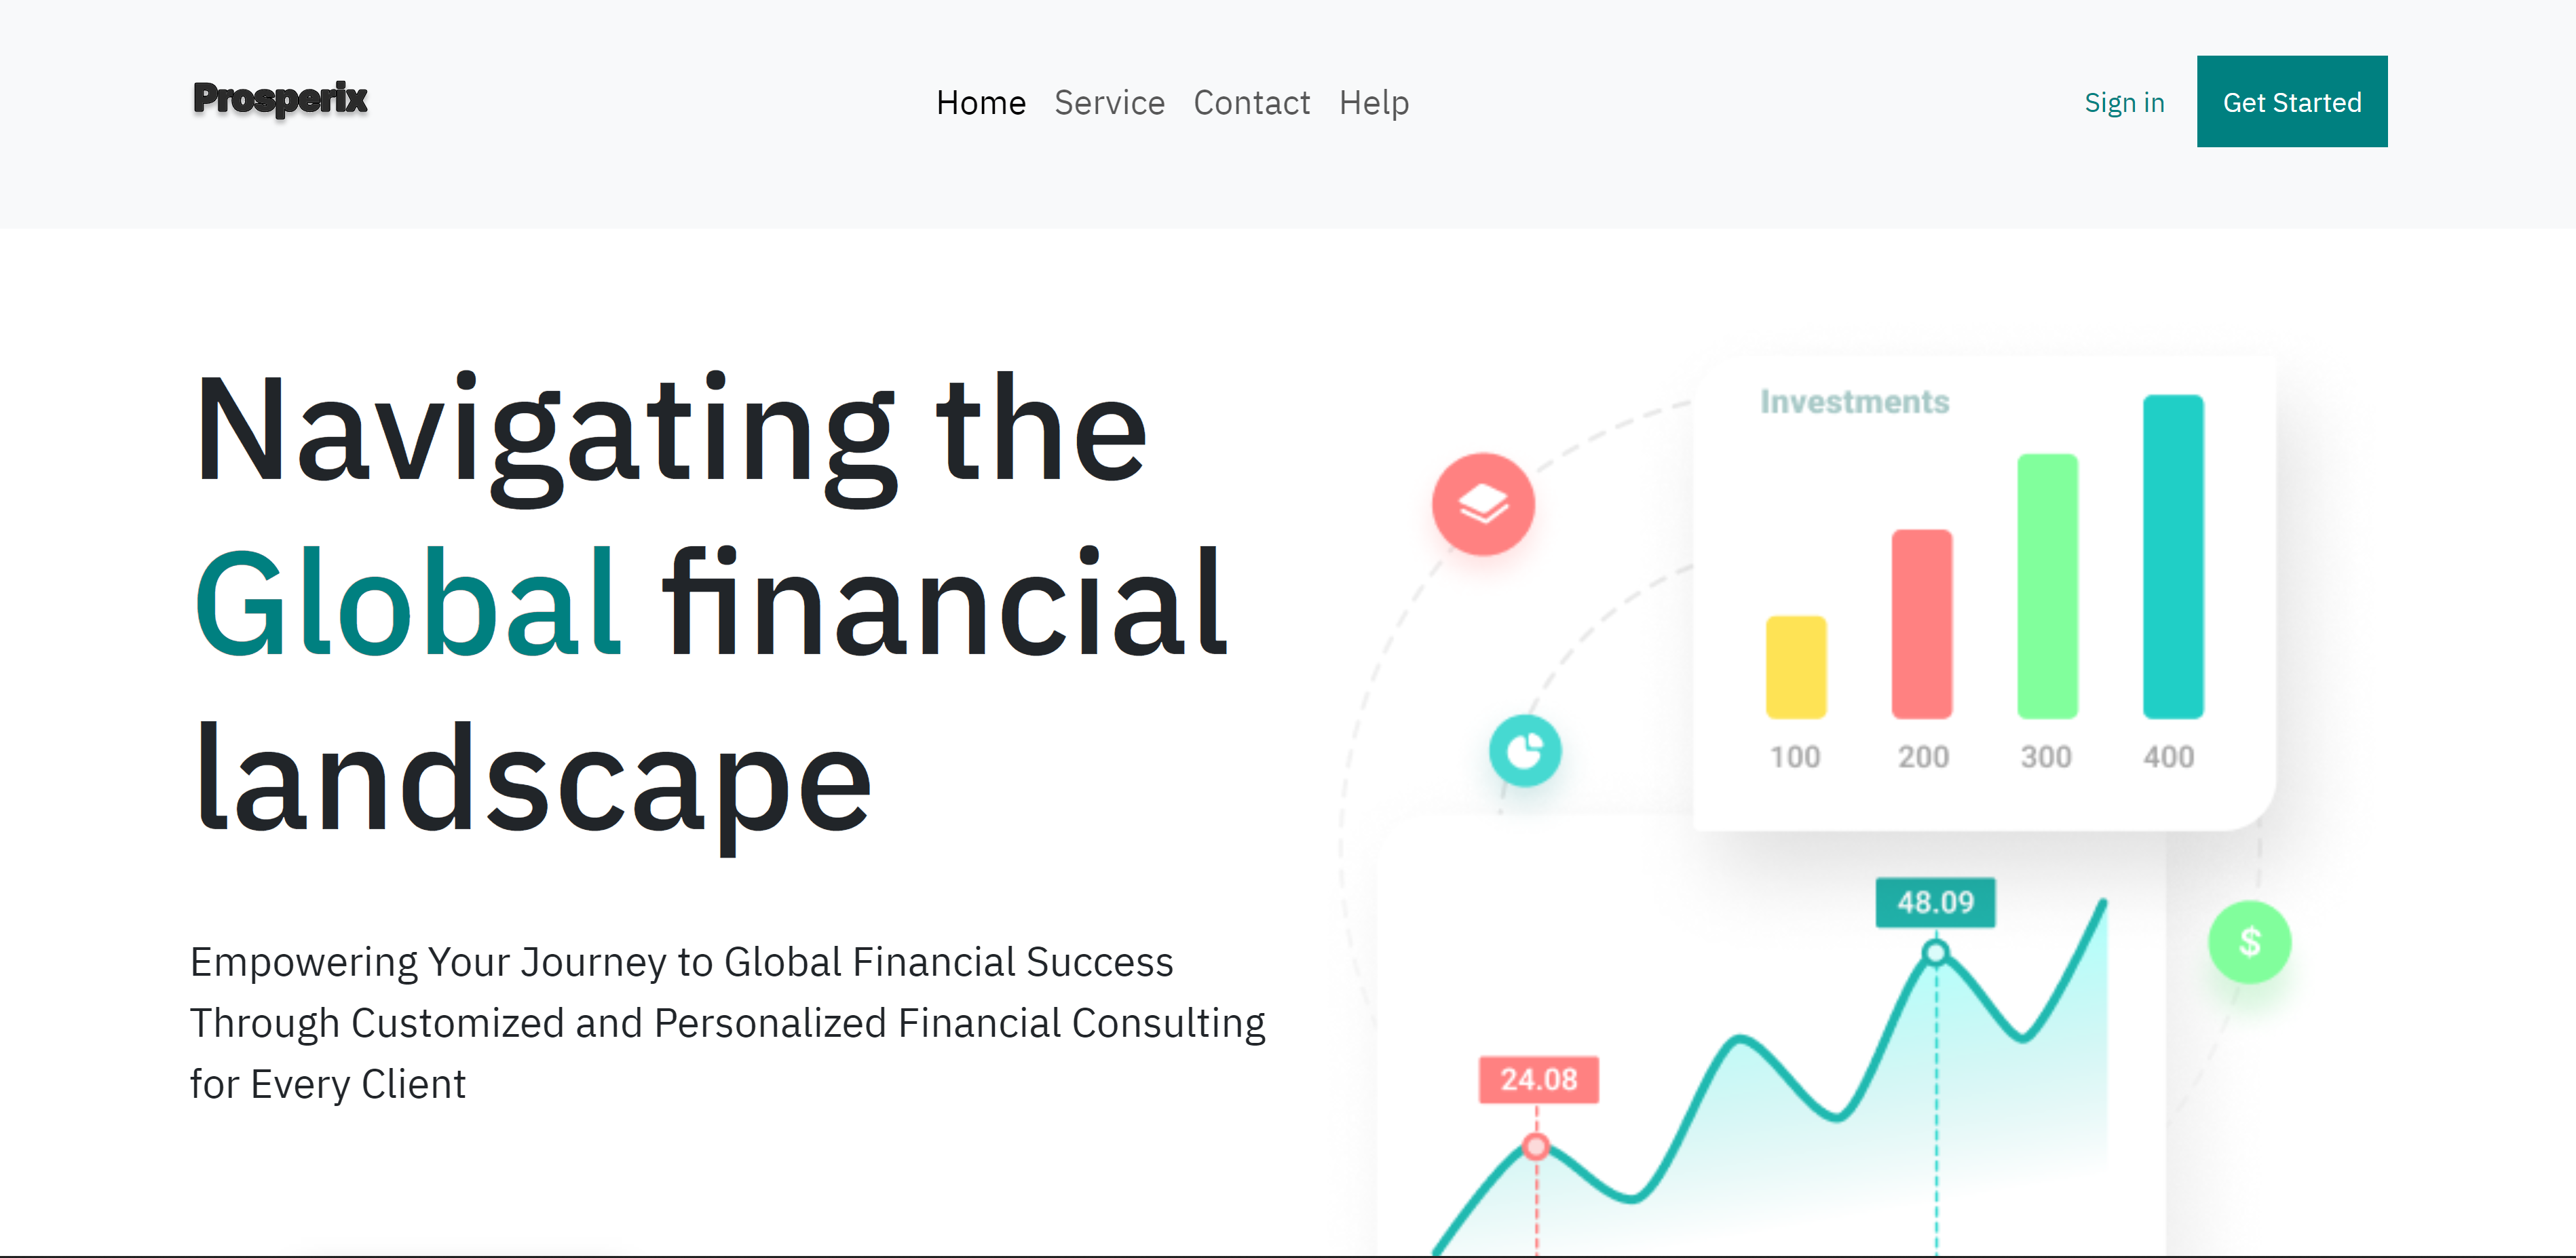 Prosperix
Home Service Contact Help
Sign in Get Started
Navigating the
Global financial
landscape
Empowering Your Journey to Global Financial Success
Through Customized and Personalized Financial Consulting
for Every Client
Investments
100 200 300 400
48.09
$
24.08